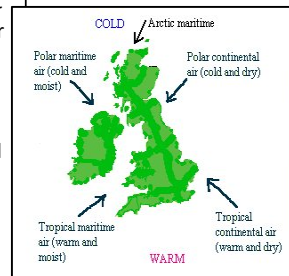 COLD
Arctic maritime
Polar maritime
air (cold and
moist)
Polar continental
air (cold and dry)
Tropical maritime
air (warm and
moist)
Tropical
continental air
(warm and dry)
WARM